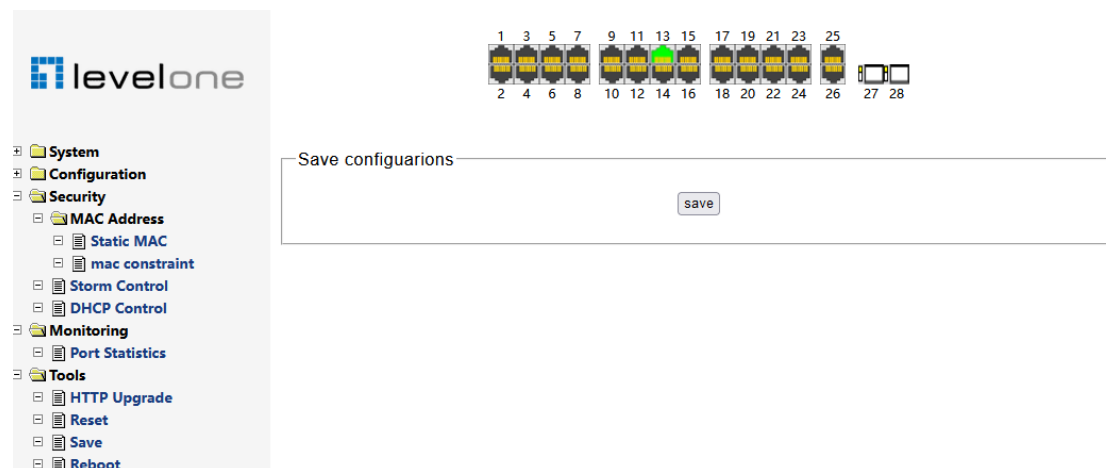 1 3 5 7 9 11 13 15 17 19 21 23 25
levelone
2 4 6 8 10 12 14 16 18 20 22 24 26 27 28
System
Configuration
Security
MAC Address
Static MAC
mac constraint
Storm Control
DHCP Control
Monitoring
Port Statistics
Tools
HTTP Upgrade
Reset
Save
Reboot
Save configuarions
save